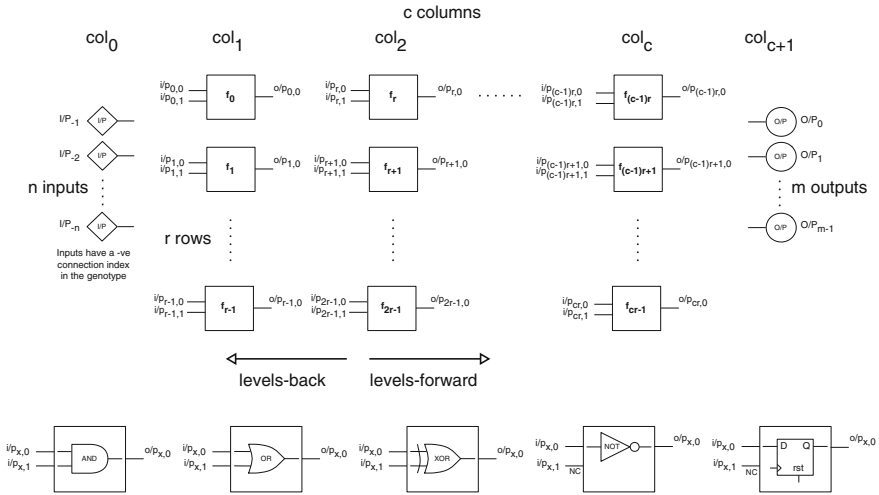 c columns
col0 col1 col2 colc colc+1
i/p0,0 f0 o/p0,0 i/pr,0 fr o/pr,0 i/p(c-1)r,0 f(c-1)r o/p(c-1)r,0
i/p0,1 i/pr,1 i/p(c-1)r,1
I/P-1 I/P O/P O/P0
I/P-2 I/P i/p1,0 f1 o/p1,0 i/pr+1,0 fr+1 o/pr+1,0 i/p(c-1)r+1,0 f(c-1)r+1 o/p(c-1)r+1,0 O/P O/P1
i/p1,1 i/pr+1,1 i/p(c-1)r+1,1
n inputs m outputs
I/P-n I/P O/P O/Pm-1
r rows
Inputs have a -ve
connection index
in the genotype
i/pr-1,0 fr-1 o/pr-1,0 i/p2r-1,0 f2r-1 o/p2r-1,0 i/pcr,0 fcr-1 o/pcr,0
i/pr-1,1 i/p2r-1,1 i/pcr,1
levels-back levels-forward
i/px,0 AND o/px,0 i/px,0 OR o/px,0 i/px,0 XOR o/px,0 i/px,0 NOT o/px,0 i/px,0 D Q o/px,0
i/px,1 i/px,1 i/px,1 i/px,1 NC i/px,1 NC rst